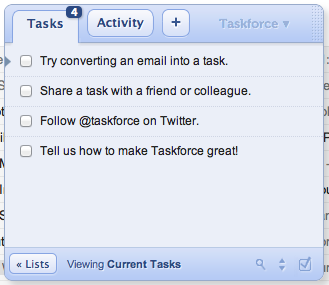 Tasks 4 Activity + Taskforce ▾
Try converting an email into a task.
Share a task with a friend or colleague.
Follow @taskforce on Twitter.
Tell us how to make Taskforce great!
« Lists Viewing Current Tasks